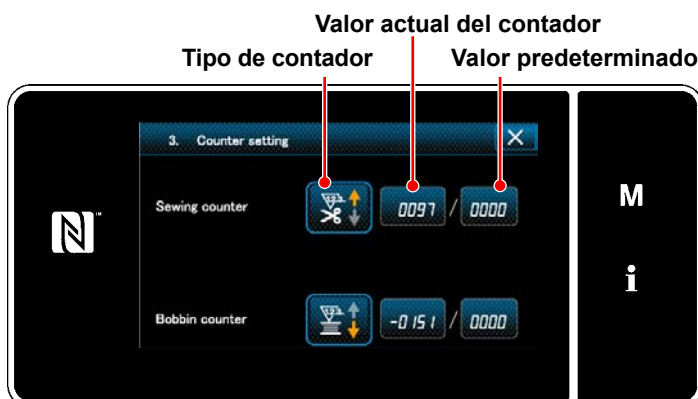 Valor actual del contador
Tipo de contador Valor predeterminado
3. Counter setting
Sewing counter 0097 / 0000
M
i
Bobbin counter -0151 / 0000